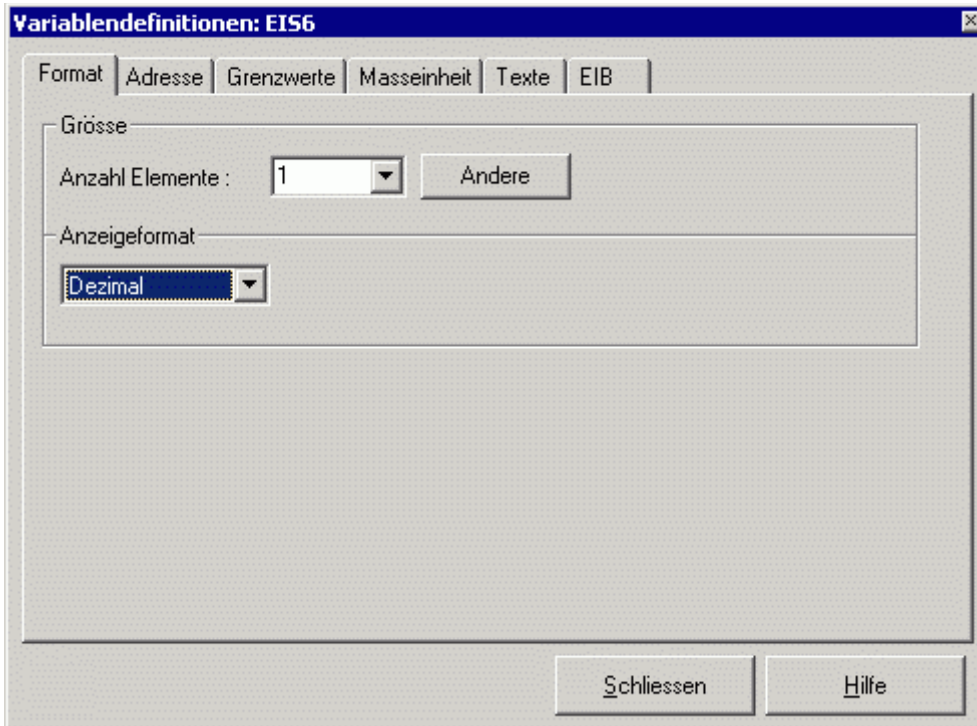 Variablendefinitionen: EIS6
Format Adresse Grenzwerte Masseinheit Texte EIB
Grösse
Anzahl Elemente : 1 Andere
Anzeigeformat
Dezimal
Schliessen Hilfe